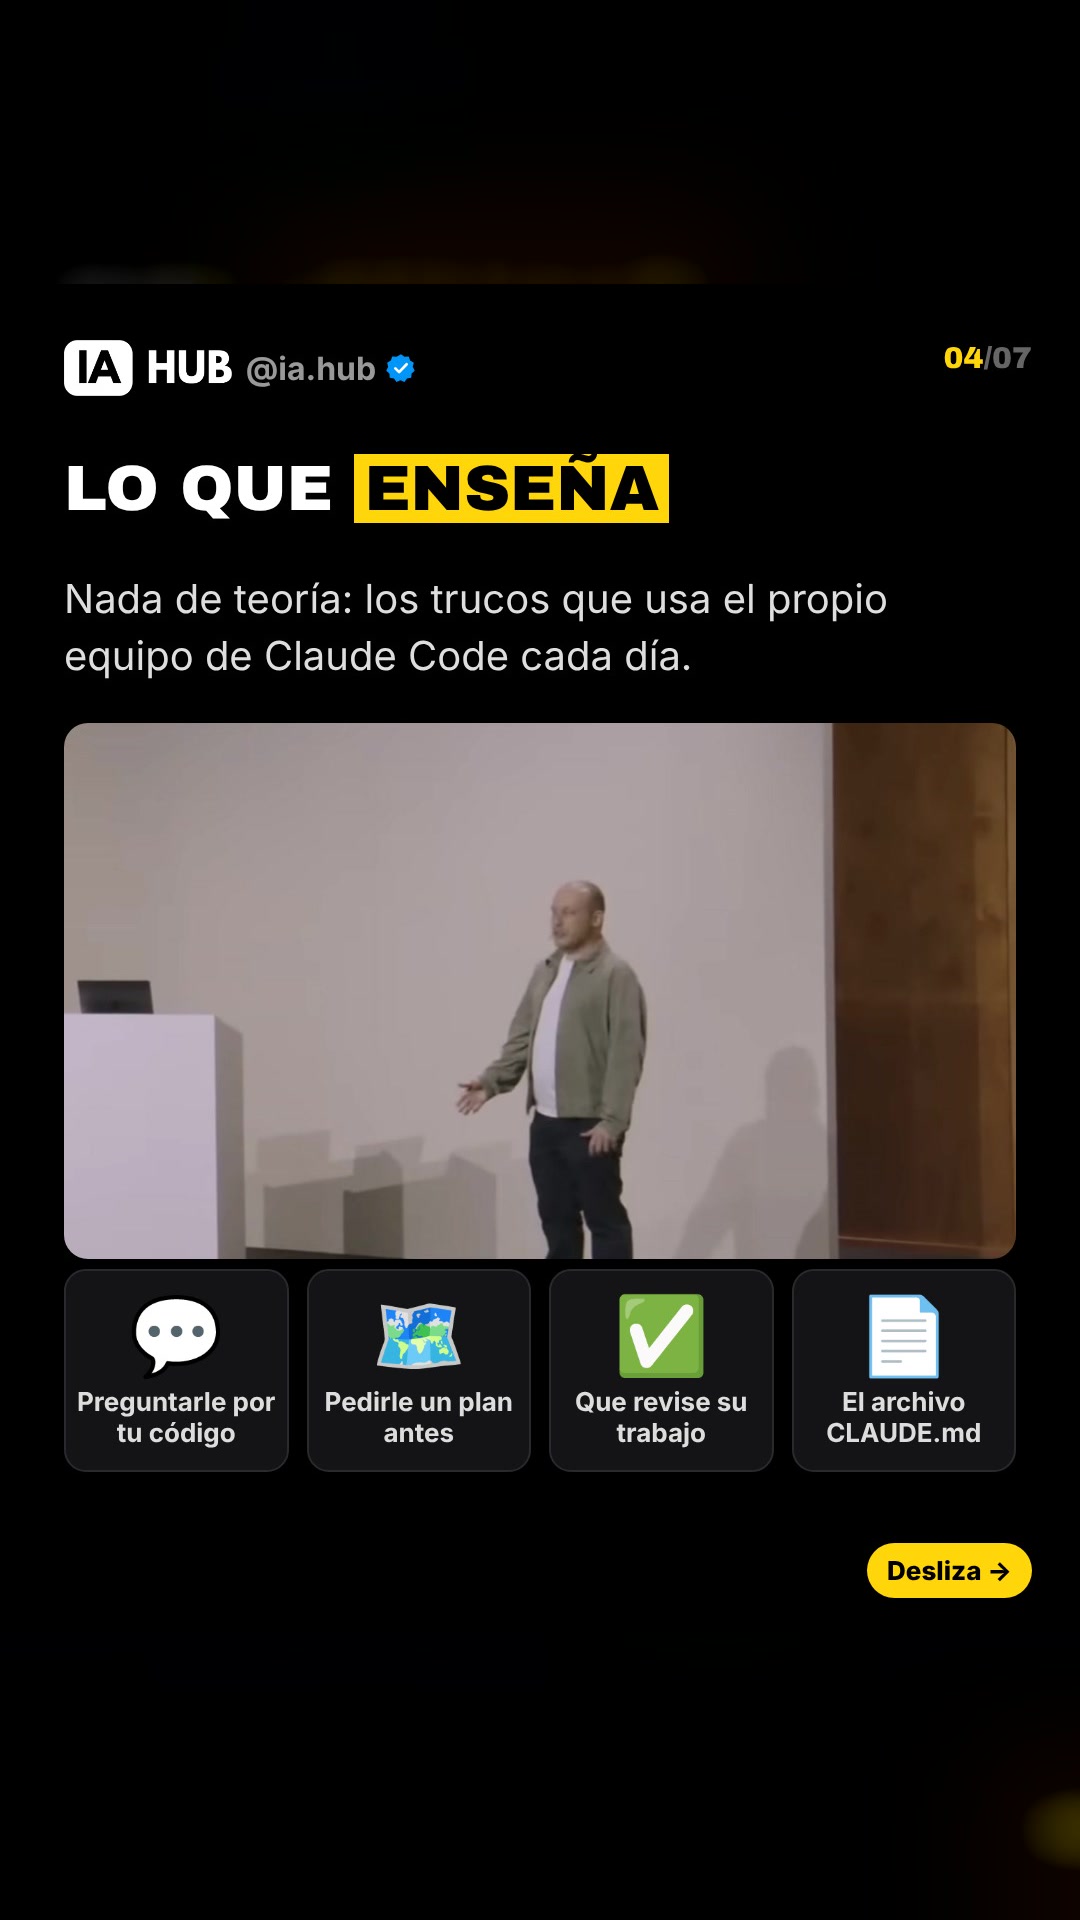 IA HUB @ia.hub
04/07
LO QUE ENSEÑA
Nada de teoría: los trucos que usa el propio
equipo de Claude Code cada día.
Preguntarle por
tu código
Pedirle un plan
antes
Que revise su
trabajo
El archivo
CLAUDE.md
Desliza →